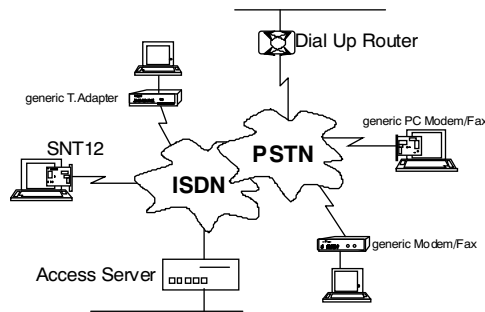 Dial Up Router
generic T.Adapter
generic PC Modem/Fax
SNT12
PSTN
ISDN
generic Modem/Fax
Access Server